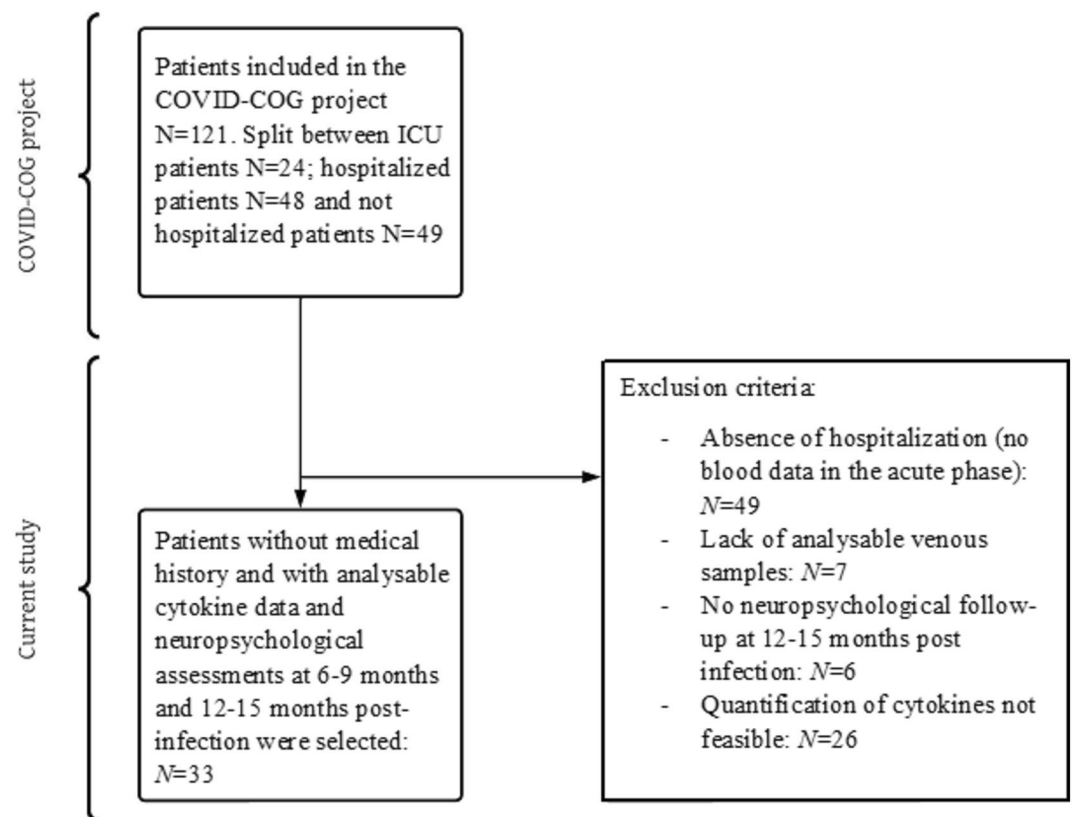 COVID-COG project
Patients included in the
COVID-COG project
N=121. Split between ICU
patients N=24; hospitalized
patients N=48 and not
hospitalized patients N=49
Current study
Patients without medical
history and with analysable
cytokine data and
neuropsychological
assessments at 6-9 months
and 12-15 months post-
infection were selected:
N=33
Exclusion criteria:
- Absence of hospitalization (no
blood data in the acute phase):
N=49
- Lack of analysable venous
samples: N=7
- No neuropsychological follow-
up at 12-15 months post
infection: N=6
- Quantification of cytokines not
feasible: N=26